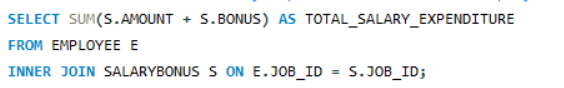 SELECT SUM(S.AMOUNT + S.BONUS) AS TOTAL_SALARY_EXPENDITURE
FROM EMPLOYEE E
INNER JOIN SALARYBONUS S ON E.JOB_ID = S.JOB_ID;